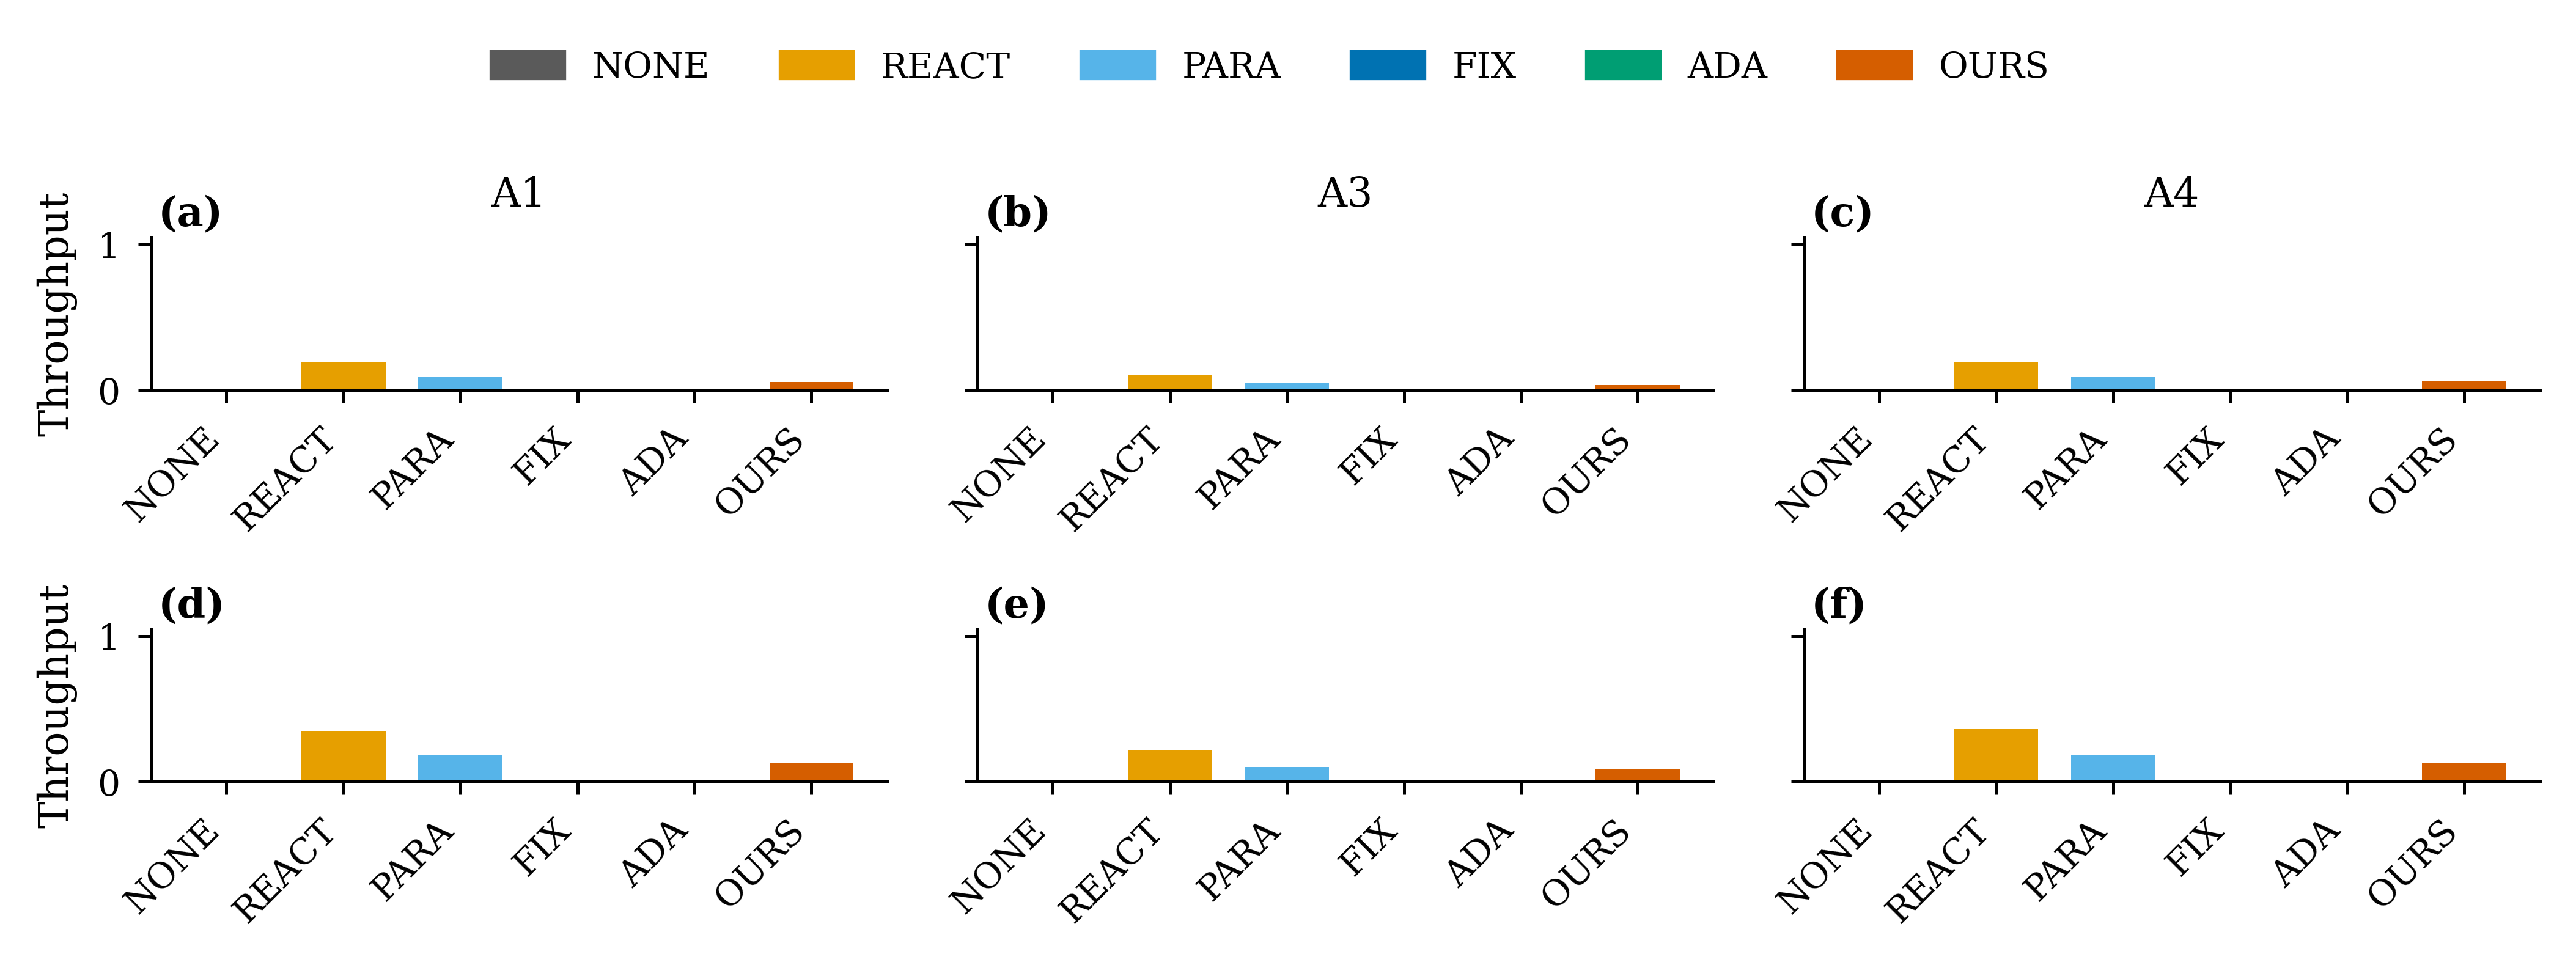 NONE REACT PARA FIX ADA OURS
A1 A3 A4
(a) (b) (c)
Throughput
1
0
NONE REACT PARA FIX ADA OURS
NONE REACT PARA FIX ADA OURS
NONE REACT PARA FIX ADA OURS
(d) (e) (f)
Throughput
1
0
NONE REACT PARA FIX ADA OURS
NONE REACT PARA FIX ADA OURS
NONE REACT PARA FIX ADA OURS